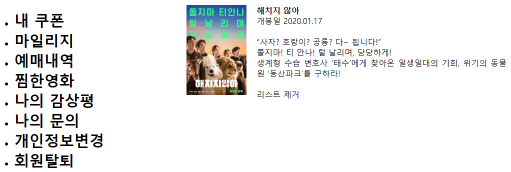 내 쿠폰
마일리지
예매내역
찜한영화
나의 감상평
나의 문의
개인정보변경
회원탈퇴
쫄지마 티안나
털 날리며
해치지않아
해치지 않아
개봉일 2020.01.17
"사자? 호랑이? 공룡? 다~ 됩니다!"
쫄지마! 티 안나! 털 날리며, 당당하게!
생계형 수습 변호사 '태수'에게 찾아온 일생일대의 기회, 위기의 동물
원 '동산파크'를 구하라!
리스트 제거